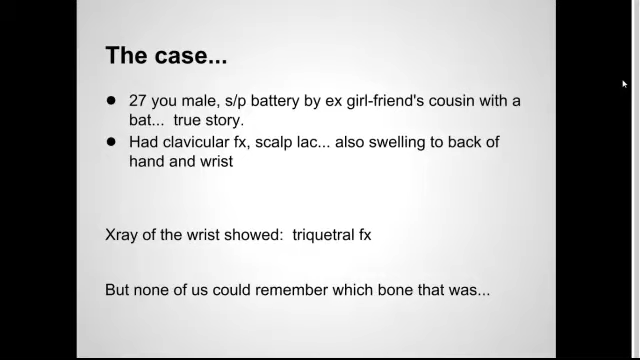 The case...
● 27 you male, s/p battery by ex girl-friend's cousin with a
bat... true story.
● Had clavicular fx, scalp lac... also swelling to back of
hand and wrist
Xray of the wrist showed: triquetral fx
But none of us could remember which bone that was...